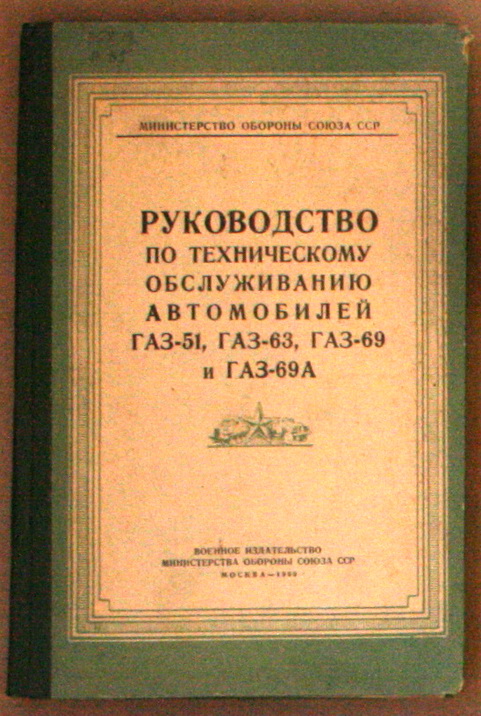 МИНИСТЕРСТВО ОБОРОНЫ СОЮЗА ССР
РУКОВОДСТВО
ПО ТЕХНИЧЕСКОМУ
ОБСЛУЖИВАНИЮ
АВТОМОБИЛЕЙ
ГАЗ-51, ГАЗ-63, ГАЗ-69
и ГАЗ-69А
ВОЕННОЕ ИЗДАТЕЛЬСТВО
МИНИСТЕРСТВА ОБОРОНЫ СОЮЗА ССР
МОСКВА —